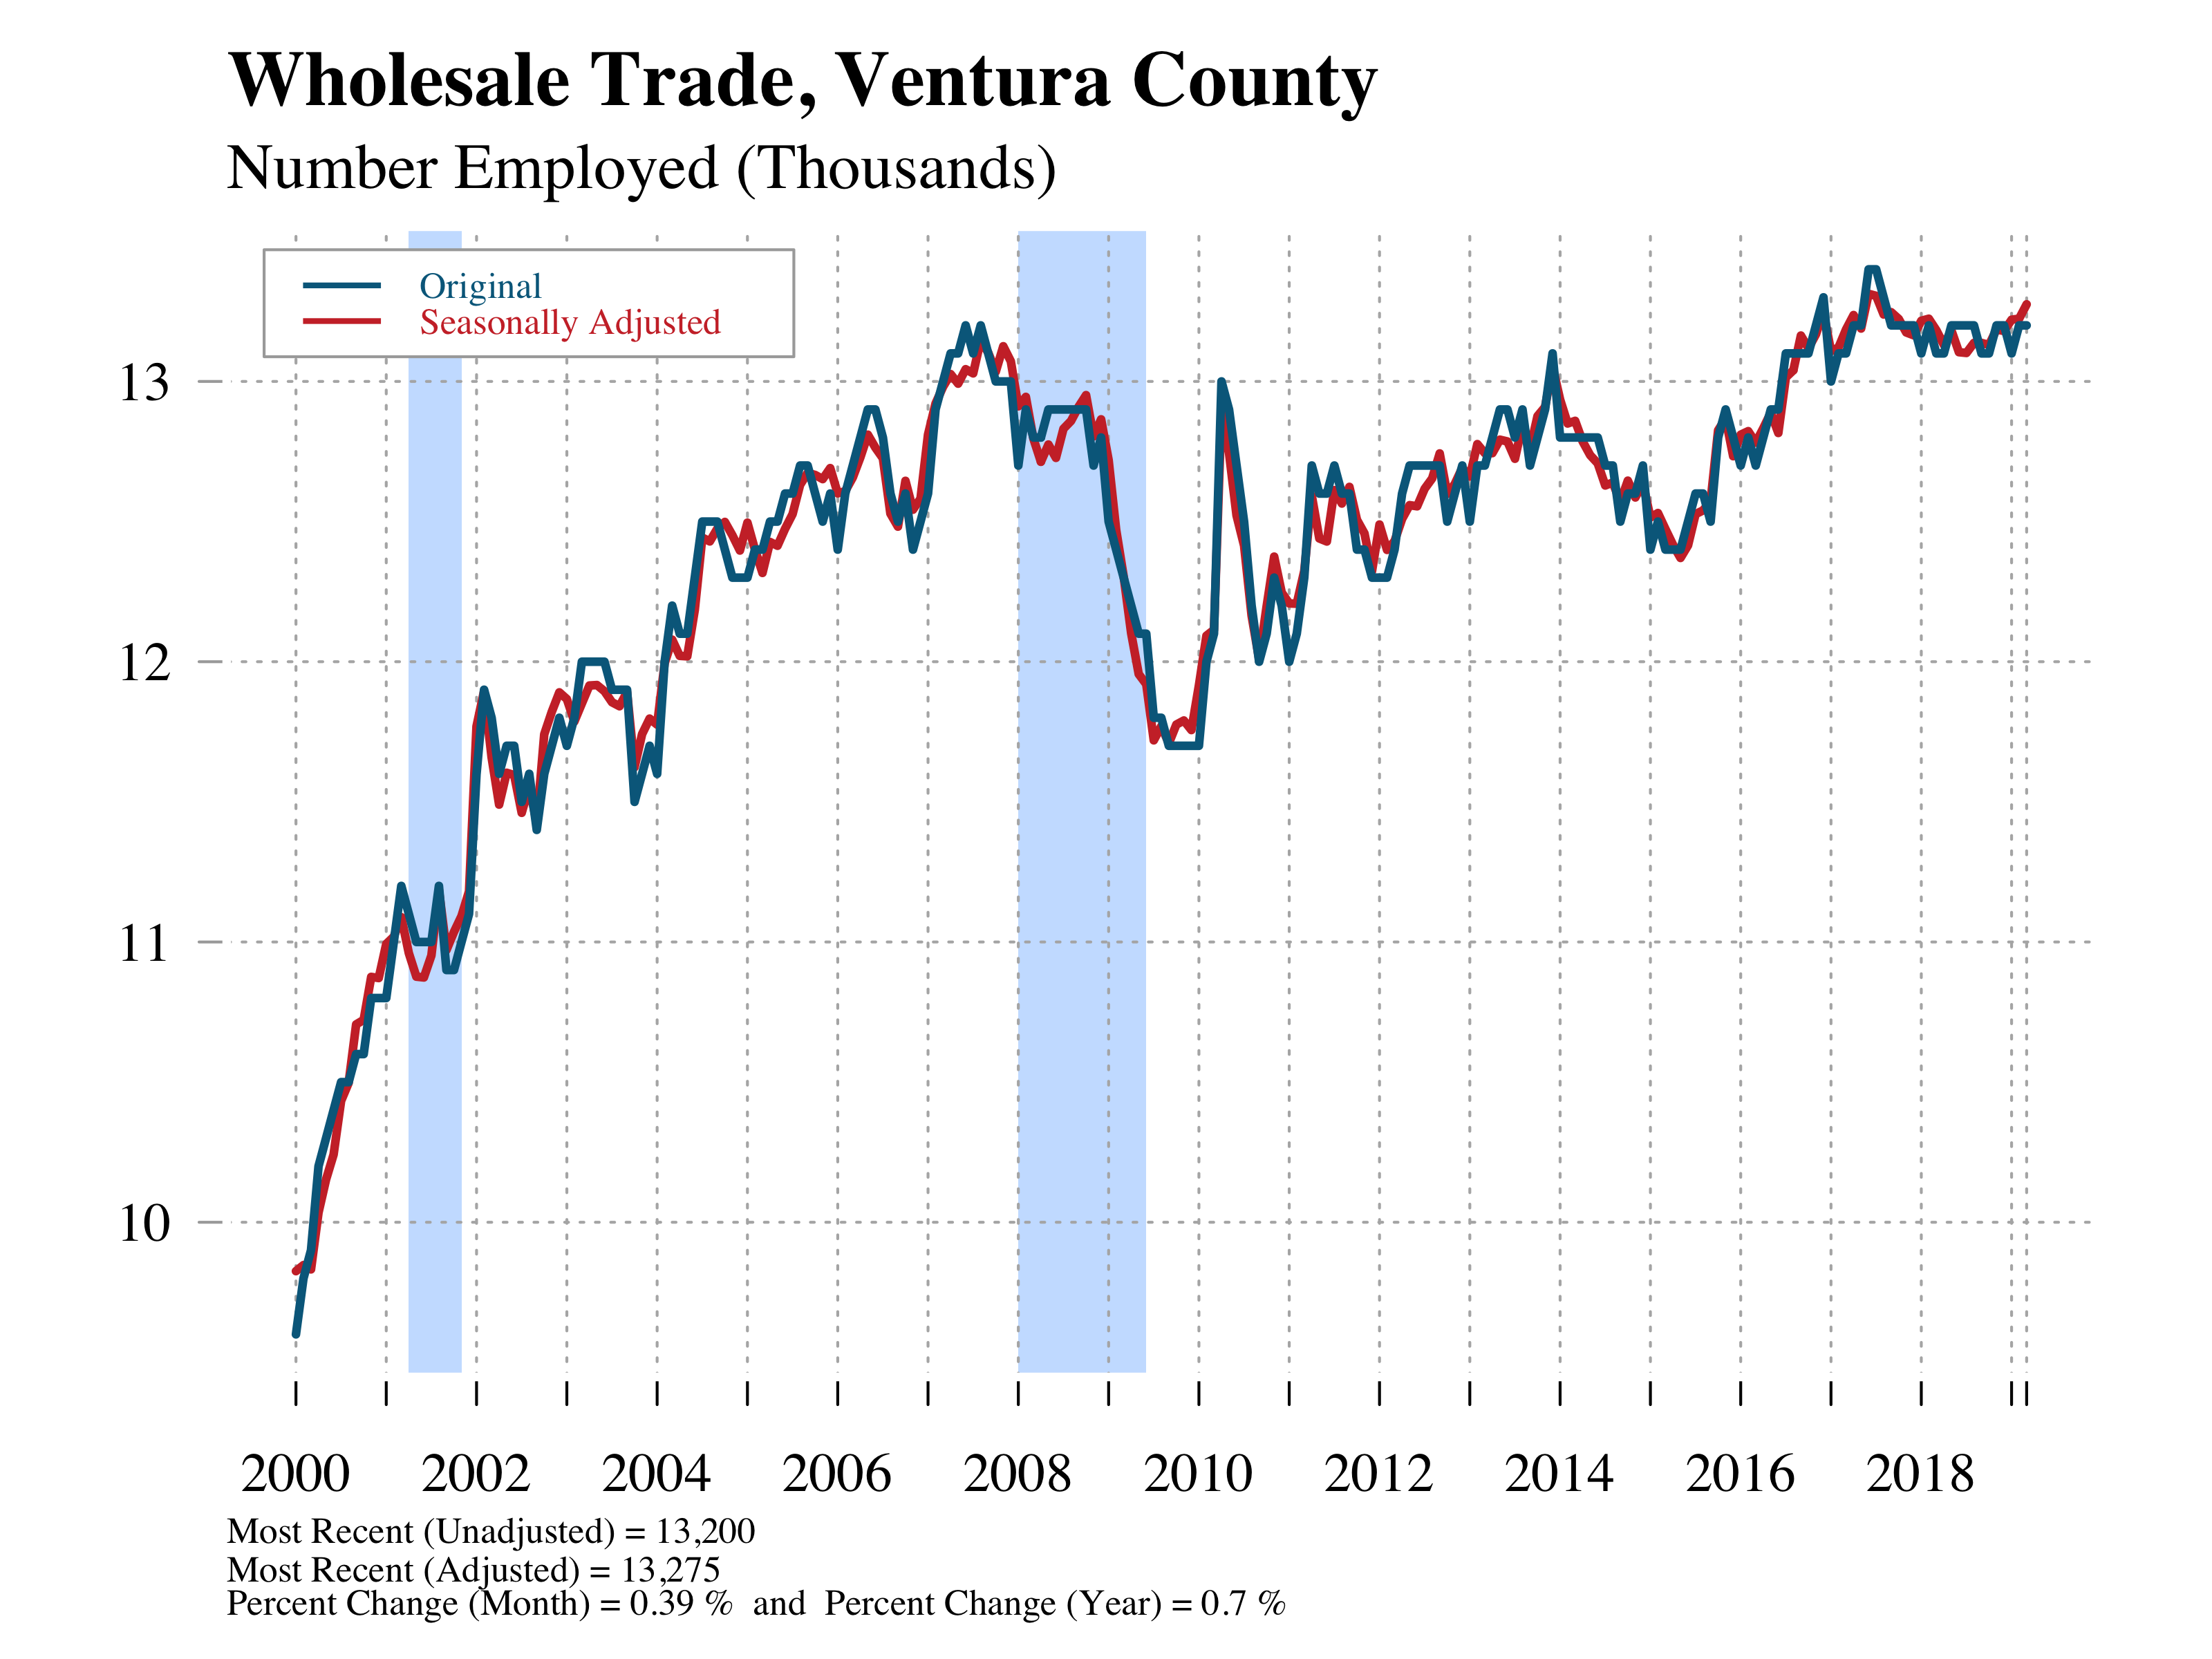 Wholesale Trade, Ventura County
Number Employed (Thousands)
Original
Seasonally Adjusted
13
12
11
10
2000 2002 2004 2006 2008 2010 2012 2014 2016 2018
Most Recent (Unadjusted) = 13,200
Most Recent (Adjusted) = 13,275
Percent Change (Month) = 0.39 % and Percent Change (Year) = 0.7 %